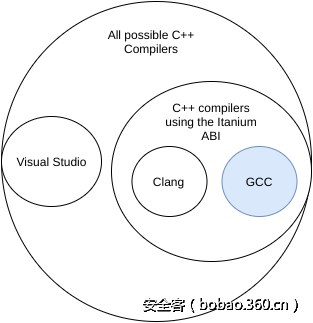 All possible C++
Compilers
C++ compilers
using the Itanium
ABI
Visual Studio
Clang
GCC
安全客（bobao.360.cn）